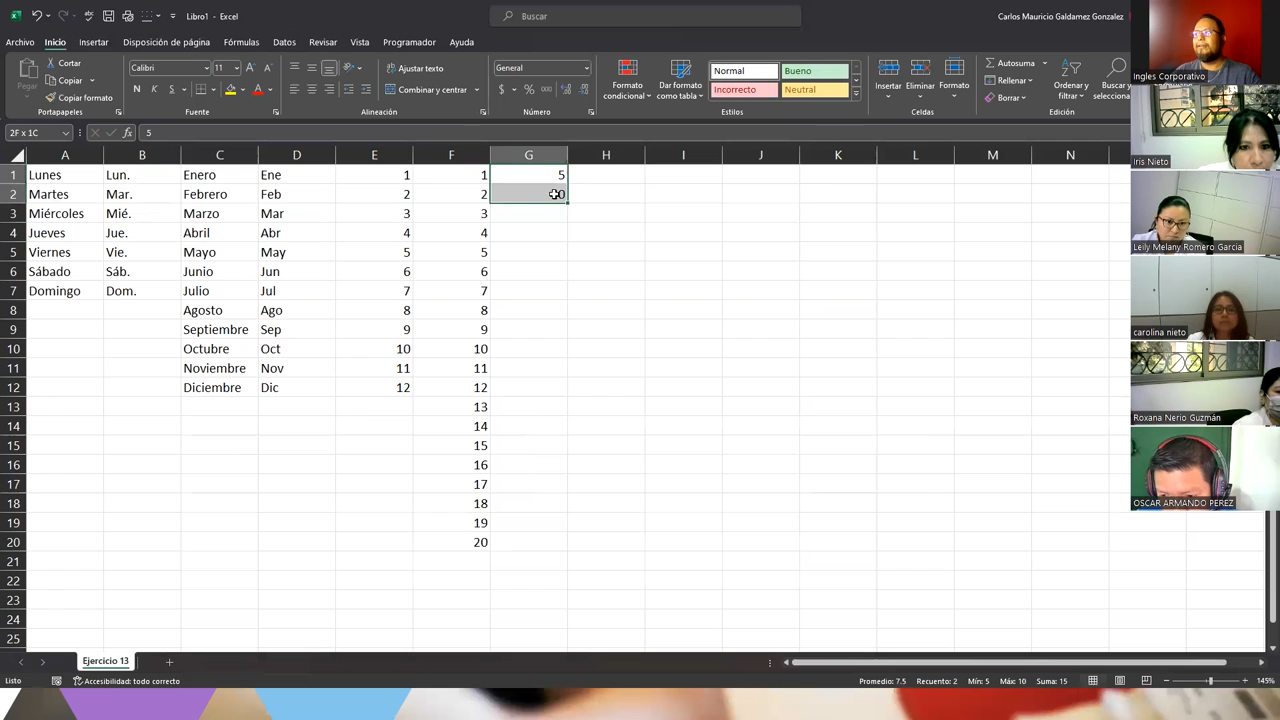 Libro1 - Excel
Buscar
Carlos Mauricio Galdamez Gonzalez
Archivo Inicio Insertar Disposición de página Fórmulas Datos Revisar Vista Programador Ayuda
Pegar
Cortar
Copiar
Copiar formato
Portapapeles
Calibri 11
N K S
Fuente
Ajustar texto
Combinar y centrar
Alineación
General
$ % 000
Número
Formato condicional
Dar formato como tabla
Normal Bueno
Incorrecto Neutral
Estilos
Insertar Eliminar Formato
Celdas
Autosuma
Rellenar
Borrar
Ordenar y filtrar
Buscar y selecciona
Edición
2F x 1C fx 5
A B C D E F G H I J K L M N
1 Lunes Lun. Enero Ene 1 1 5
2 Martes Mar. Febrero Feb 2 2
3 Miércoles Mié. Marzo Mar 3 3
4 Jueves Jue. Abril Abr 4 4
5 Viernes Vie. Mayo May 5 5
6 Sábado Sáb. Junio Jun 6 6
7 Domingo Dom. Julio Jul 7 7
8 Agosto Ago 8 8
9 Septiembre Sep 9 9
10 Octubre Oct 10 10
11 Noviembre Nov 11 11
12 Diciembre Dic 12 12
13 13
14 14
15 15
16 16
17 17
18 18
19 19
20 20
21
22
23
24
25
Ejercicio 13
Listo Accesibilidad: todo correcto Promedio: 7.5 Recuento: 2 Mín: 5 Máx: 10 Suma: 15 145%
Ingles Corporativo
Iris Nieto
Leily Melany Romero Garcia
carolina nieto
Roxana Nerio Guzmán
OSCAR ARMANDO PEREZ